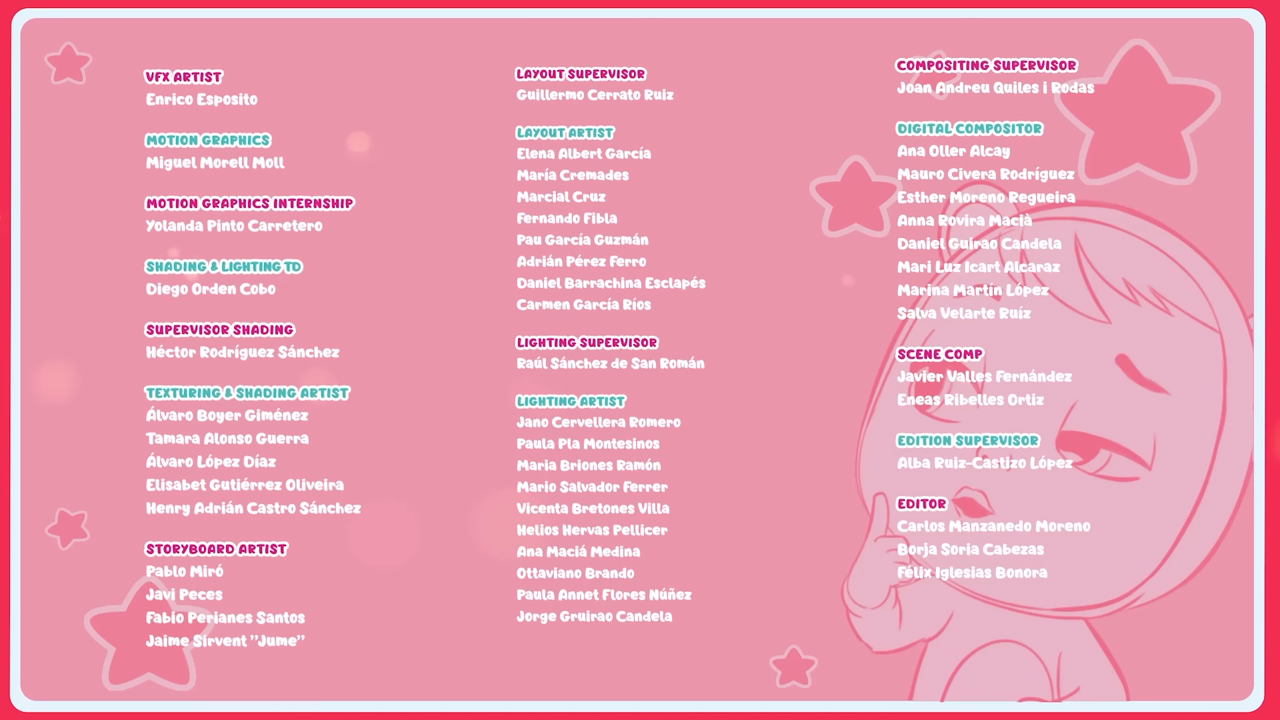 VFX ARTIST
Enrico Esposito
MOTION GRAPHICS
Miguel Morell Moll
MOTION GRAPHICS INTERNSHIP
Yolanda Pinto Carretero
SHADING & LIGHTING TD
Diego Orden Cobo
SUPERVISOR SHADING
Héctor Rodríguez Sánchez
TEXTURING & SHADING ARTIST
Álvaro Boyer Giménez
Tamara Alonso Guerra
Álvaro López Díaz
Elisabet Gutiérrez Oliveira
Henry Adrián Castro Sánchez
STORYBOARD ARTIST
Pablo Miró
Javi Peces
Fabio Perianes Santos
Jaime Sirvent "Jume"
LAYOUT SUPERVISOR
Guillermo Cerrato Ruiz
LAYOUT ARTIST
Elena Albert García
María Cremades
Marcial Cruz
Fernando Fibla
Pau García Guzmán
Adrián Pérez Ferro
Daniel Barrachina Esclapés
Carmen García Ríos
LIGHTING SUPERVISOR
Raúl Sánchez de San Román
LIGHTING ARTIST
Jano Cervellera Romero
Paula Pla Montesinos
Maria Briones Ramón
Mario Salvador Ferrer
Vicenta Bretones Villa
Helios Hervas Pellicer
Ana Maciá Medina
Ottaviano Brando
Paula Annet Flores Núñez
Jorge Gruirao Candela
COMPOSITING SUPERVISOR
Joan Andreu Quiles i Rodas
DIGITAL COMPOSITOR
Ana Oller Alcay
Mauro Civera Rodríguez
Esther Moreno Regueira
Anna Rovira Macià
Daniel Guirao Candela
Mari Luz Icart Alcaraz
Marina Martín López
Salva Velarte Ruíz
SCENE COMP
Javier Valles Fernández
Eneas Ribelles Ortiz
EDITION SUPERVISOR
Alba Ruiz-Castizo López
EDITOR
Carlos Manzanedo Moreno
Borja Soria Cabezas
Félix Iglesias Bonora